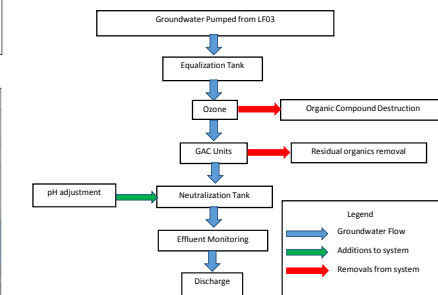 Groundwater Pumped from LF03
Equalization Tank
Ozone
Organic Compound Destruction
GAC Units
Residual organics removal
pH adjustment
Neutralization Tank
Effluent Monitoring
Discharge
Legend
Groundwater Flow
Additions to system
Removals from system